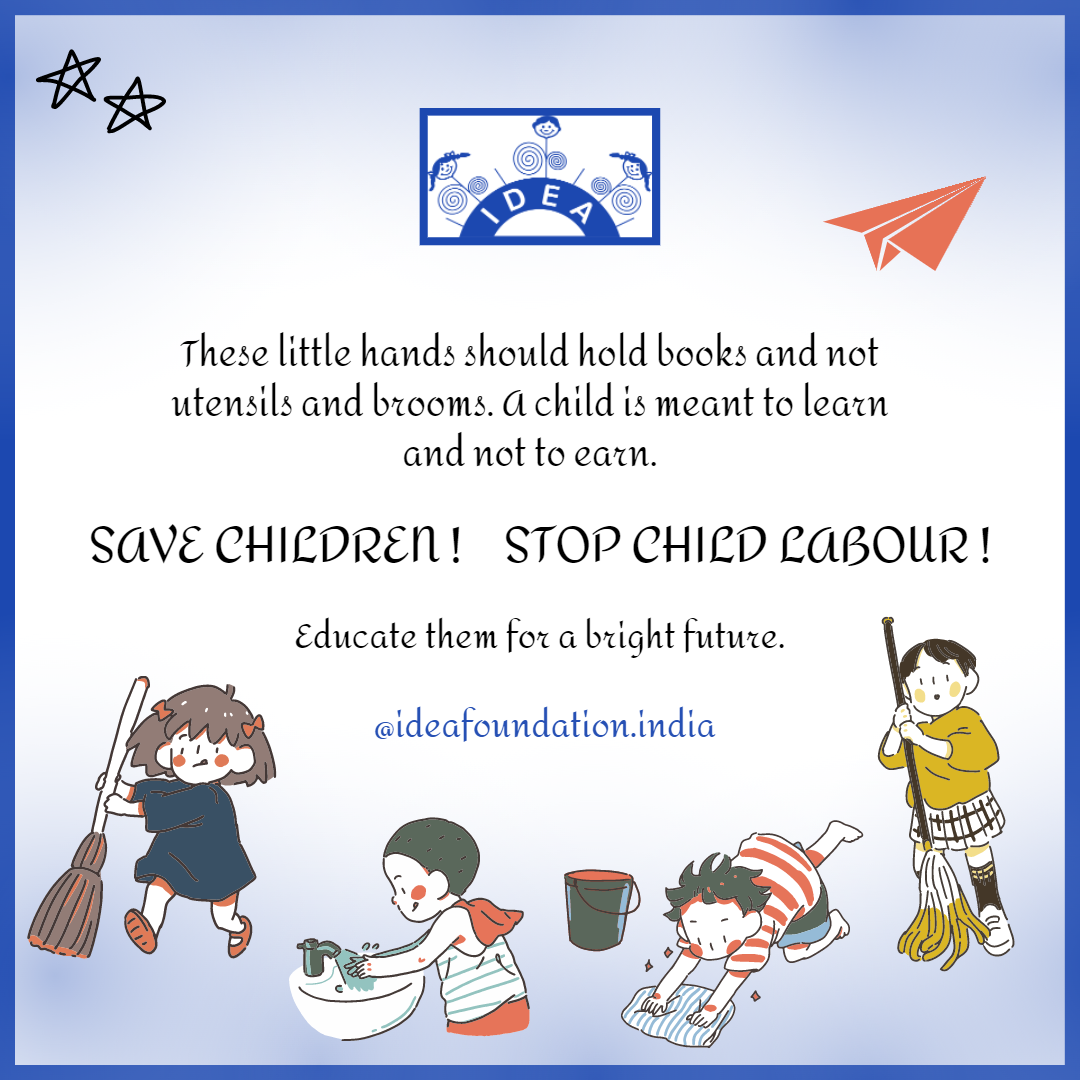 IDEA
These little hands should hold books and not
utensils and brooms. A child is meant to learn
and not to earn.
SAVE CHILDREN ! STOP CHILD LABOUR !
Educate them for a bright future.
@ideafoundation.india